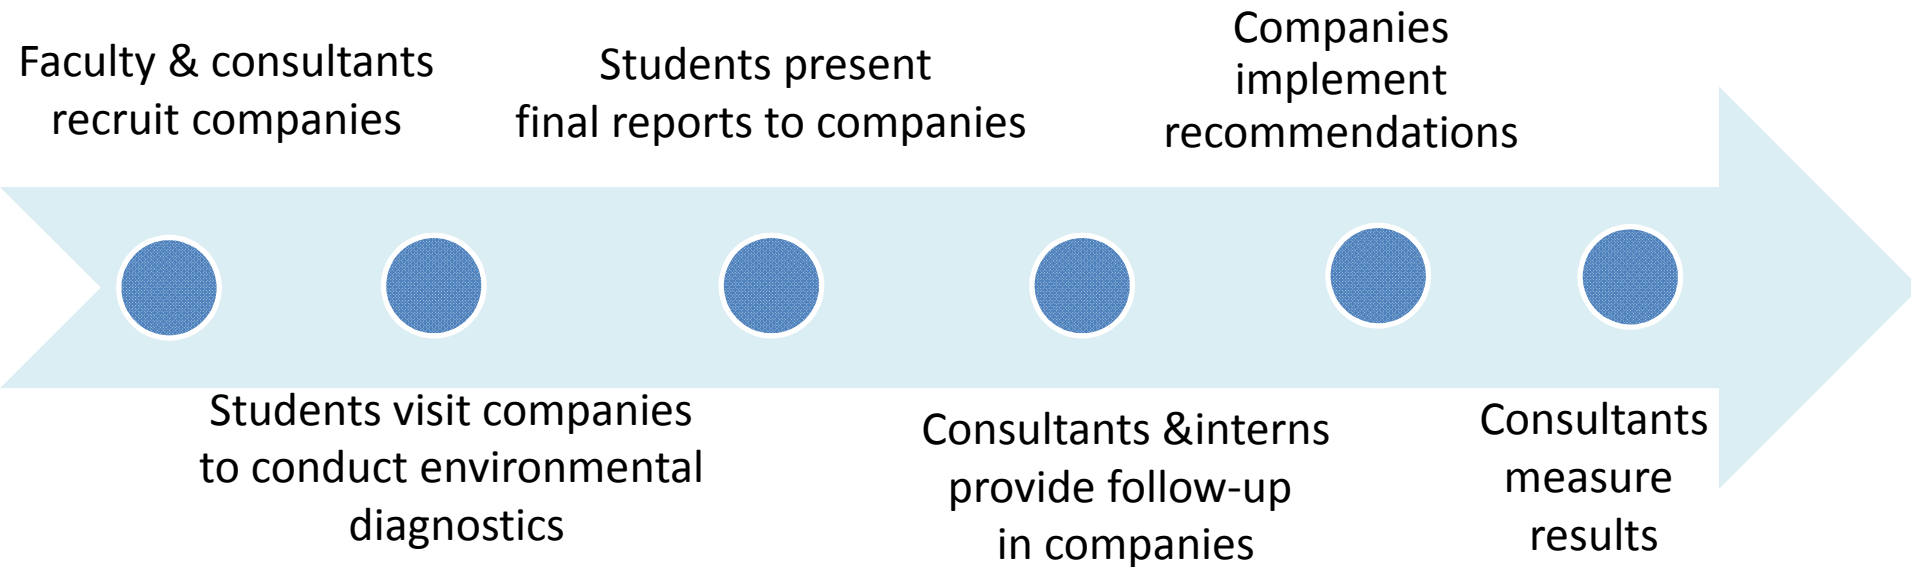 Faculty & consultants
recruit companies
Students visit companies
to conduct environmental
diagnostics
Students present
final reports to companies
Consultants &interns
provide follow-up
in companies
Companies
implement
recommendations
Consultants
measure
results